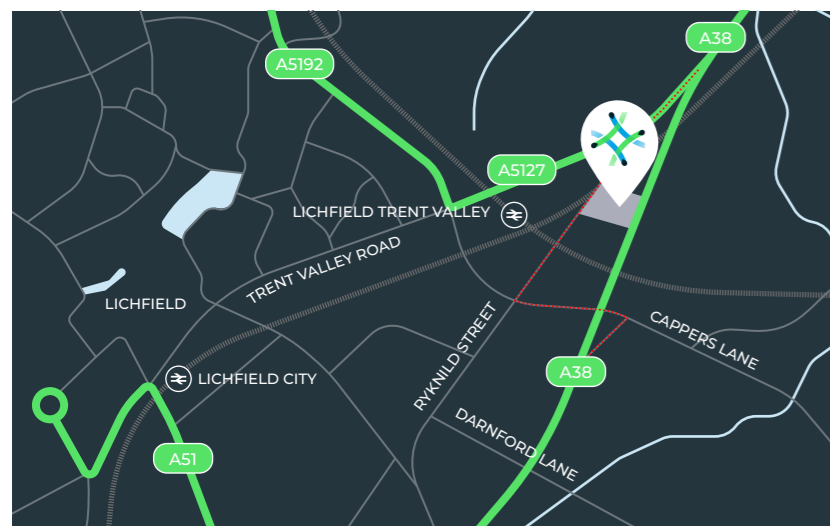 A38
A5192
A5127
LICHFIELD TRENT VALLEY
TRENT VALLEY ROAD
LICHFIELD
RYKNILD STREET
CAPPERS LANE
A38
LICHFIELD CITY
DARNFORD LANE
A51